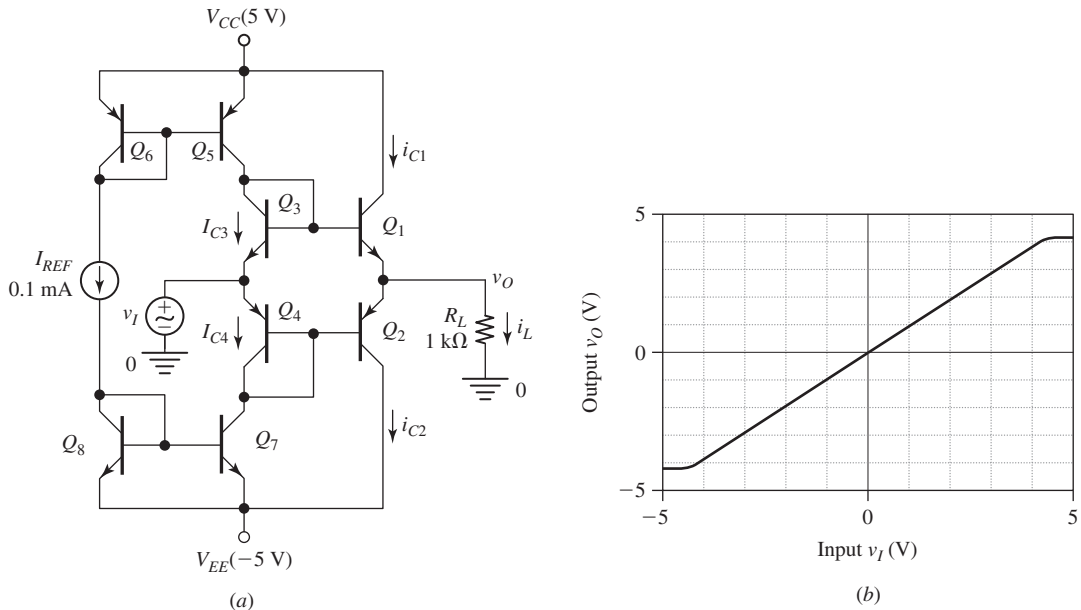 V_CC(5 V)
Q_6
Q_5
i_C1
Q_3
I_C3
Q_1
I_REF
0.1 mA
v_I
0
Q_4
I_C4
Q_2
v_O
R_L
1 kΩ
i_L
0
Q_8
Q_7
i_C2
V_EE(−5 V)
(a)
5
0
−5
Output v_O (V)
−5
0
5
Input v_I (V)
(b)